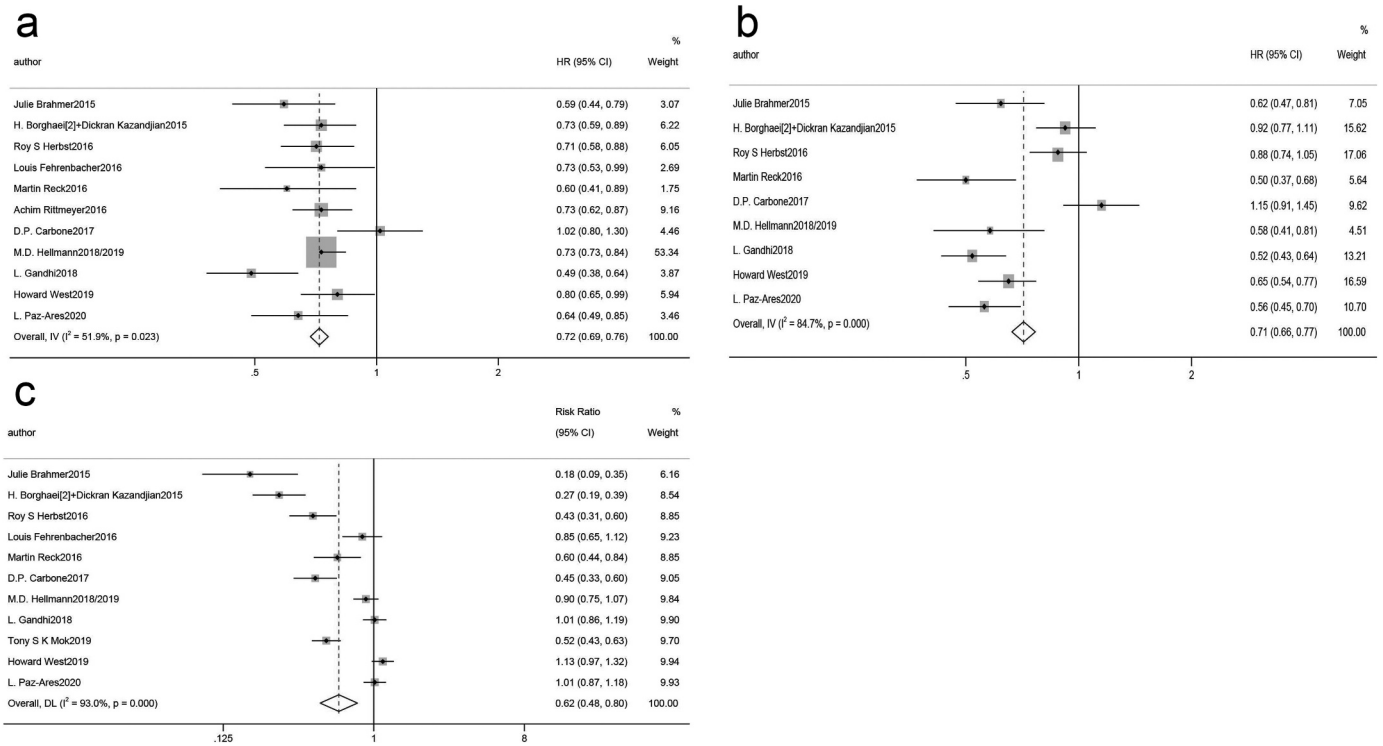 a
%
author HR (95% CI) Weight
Julie Brahmer2015 0.59 (0.44, 0.79) 3.07
H. Borghaei[2]+Dickran Kazandjian2015 0.73 (0.59, 0.89) 6.22
Roy S Herbst2016 0.71 (0.58, 0.88) 6.05
Louis Fehrenbacher2016 0.73 (0.53, 0.99) 2.69
Martin Reck2016 0.60 (0.41, 0.89) 1.75
Achim Rittmeyer2016 0.73 (0.62, 0.87) 9.16
D.P. Carbone2017 1.02 (0.80, 1.30) 4.46
M.D. Hellmann2018/2019 0.73 (0.73, 0.84) 53.34
L. Gandhi2018 0.49 (0.38, 0.64) 3.87
Howard West2019 0.80 (0.65, 0.99) 5.94
L. Paz-Ares2020 0.64 (0.49, 0.85) 3.46
Overall, IV (I² = 51.9%, p = 0.023) 0.72 (0.69, 0.76) 100.00
.5 1 2
b
%
author HR (95% CI) Weight
Julie Brahmer2015 0.62 (0.47, 0.81) 7.05
H. Borghaei[2]+Dickran Kazandjian2015 0.92 (0.77, 1.11) 15.62
Roy S Herbst2016 0.88 (0.74, 1.05) 17.06
Martin Reck2016 0.50 (0.37, 0.68) 5.64
D.P. Carbone2017 1.15 (0.91, 1.45) 9.62
M.D. Hellmann2018/2019 0.58 (0.41, 0.81) 4.51
L. Gandhi2018 0.52 (0.43, 0.64) 13.21
Howard West2019 0.65 (0.54, 0.77) 16.59
L. Paz-Ares2020 0.56 (0.45, 0.70) 10.70
Overall, IV (I² = 84.7%, p = 0.000) 0.71 (0.66, 0.77) 100.00
.5 1 2
c
Risk Ratio %
author (95% CI) Weight
Julie Brahmer2015 0.18 (0.09, 0.35) 6.16
H. Borghaei[2]+Dickran Kazandjian2015 0.27 (0.19, 0.39) 8.54
Roy S Herbst2016 0.43 (0.31, 0.60) 8.85
Louis Fehrenbacher2016 0.85 (0.65, 1.12) 9.23
Martin Reck2016 0.60 (0.44, 0.84) 8.85
D.P. Carbone2017 0.45 (0.33, 0.60) 9.05
M.D. Hellmann2018/2019 0.90 (0.75, 1.07) 9.84
L. Gandhi2018 1.01 (0.86, 1.19) 9.90
Tony S K Mok2019 0.52 (0.43, 0.63) 9.70
Howard West2019 1.13 (0.97, 1.32) 9.94
L. Paz-Ares2020 1.01 (0.87, 1.18) 9.93
Overall, DL (I² = 93.0%, p = 0.000) 0.62 (0.48, 0.80) 100.00
.125 1 8